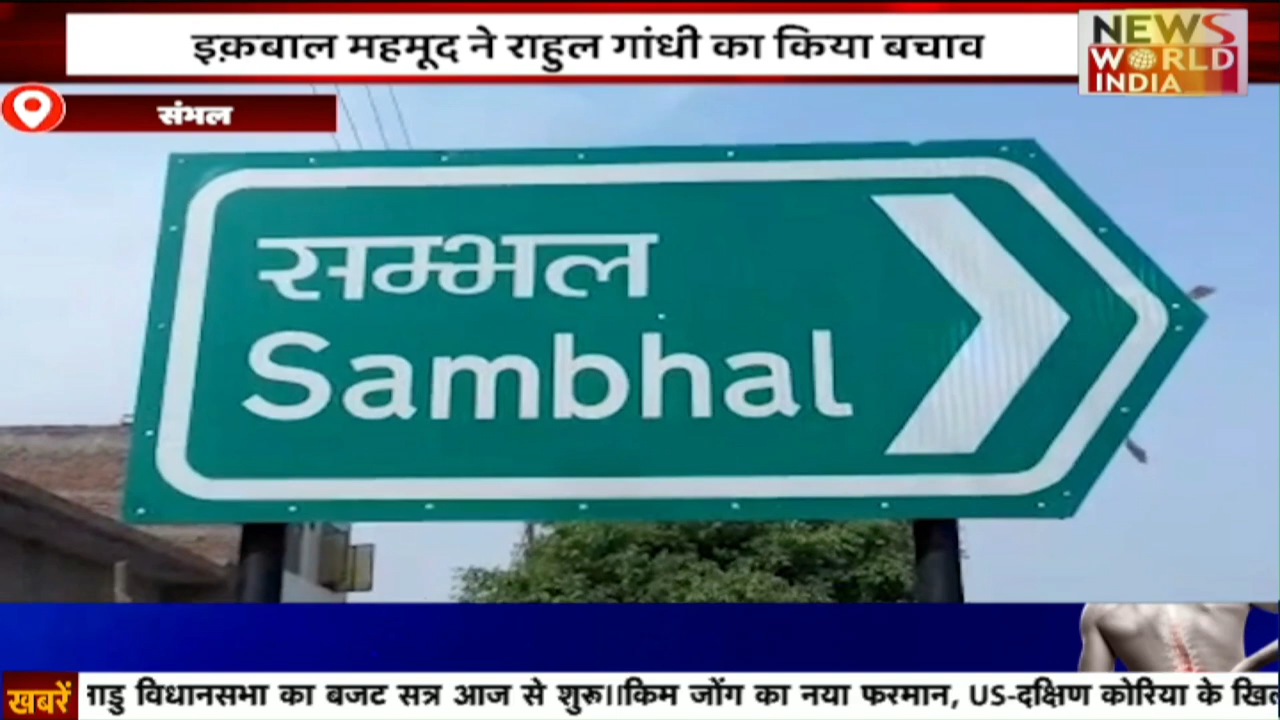 इक़बाल महमूद ने राहुल गांधी का किया बचाव
NEWS
WORLD
INDIA
संभल
सम्भल
Sambhal
खबरें
विधानसभा का बजट सत्र आज से शुरू।।किम जोंग का नया फरमान, US-दक्षिण कोरिया के